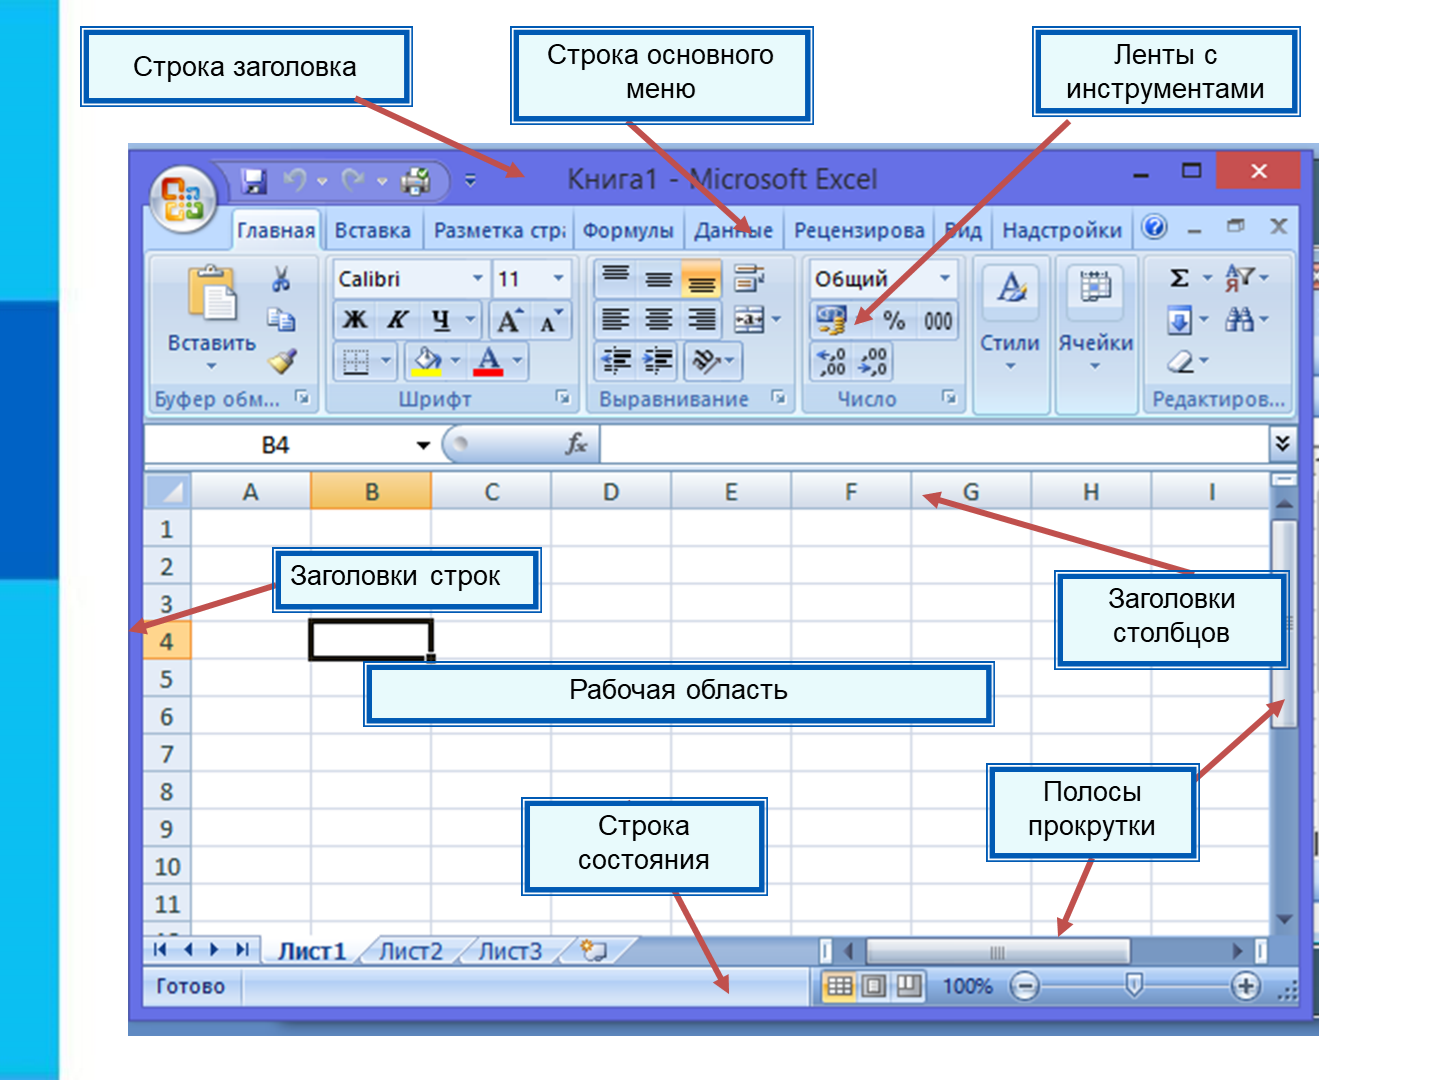 Строка заголовка
Строка основного
меню
Ленты с
инструментами
Книга1 - Microsoft Excel
Главная Вставка Разметка стра Формулы Данные Рецензирова Вид Надстройки
Calibri 11 Общий
Ж К Ч А А % 000
Вставить Стили Ячейки
Буфер обм... Шрифт Выравнивание Число Редактиров...
B4 fx
A B C D E F G H I
1
2
Заголовки строк
3
Заголовки
столбцов
4
5
Рабочая область
6
7
8
Полосы
прокрутки
9
Строка
состояния
10
11
Лист1 Лист2 Лист3
Готово 100%